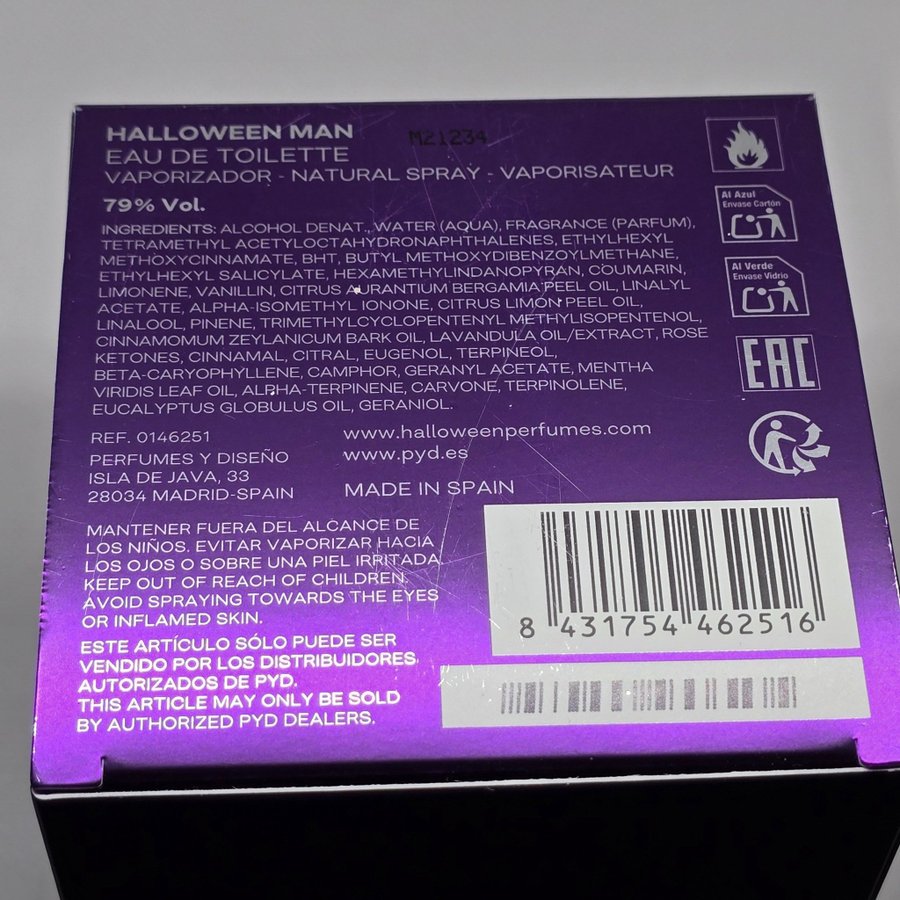 HALLOWEEN MAN
M21234
EAU DE TOILETTE
VAPORIZADOR - NATURAL SPRAY - VAPORISATEUR
79% Vol.
INGREDIENTS: ALCOHOL DENAT., WATER (AQUA), FRAGRANCE (PARFUM),
TETRAMETHYL ACETYLOCTAHYDRONAPHTHALENES, ETHYLHEXYL
METHOXYCINNAMATE, BHT, BUTYL METHOXYDIBENZOYLMETHANE,
ETHYLHEXYL SALICYLATE, HEXAMETHYLINDANOPYRAN, COUMARIN,
LIMONENE, VANILLIN, CITRUS AURANTIUM BERGAMIA PEEL OIL, LINALYL
ACETATE, ALPHA-ISOMETHYL IONONE, CITRUS LIMON PEEL OIL,
LINALOOL, PINENE, TRIMETHYLCYCLOPENTENYL METHYLISOPENTENOL,
CINNAMOMUM ZEYLANICUM BARK OIL, LAVANDULA OIL/EXTRACT, ROSE
KETONES, CINNAMAL, CITRAL, EUGENOL, TERPINEOL,
BETA-CARYOPHYLLENE, CAMPHOR, GERANYL ACETATE, MENTHA
VIRIDIS LEAF OIL, ALPHA-TERPINENE, CARVONE, TERPINOLENE,
EUCALYPTUS GLOBULUS OIL, GERANIOL.
Al Azul
Envase Cartón
Al Verde
Envase Vidrio
EAC
REF. 0146251
PERFUMES Y DISEÑO
ISLA DE JAVA, 33
28034 MADRID-SPAIN
www.halloweenperfumes.com
www.pyd.es
MADE IN SPAIN
MANTENER FUERA DEL ALCANCE DE
LOS NIÑOS. EVITAR VAPORIZAR HACIA
LOS OJOS O SOBRE UNA PIEL IRRITADA.
KEEP OUT OF REACH OF CHILDREN.
AVOID SPRAYING TOWARDS THE EYES
OR INFLAMED SKIN.
ESTE ARTÍCULO SÓLO PUEDE SER
VENDIDO POR LOS DISTRIBUIDORES
AUTORIZADOS DE PYD.
THIS ARTICLE MAY ONLY BE SOLD
BY AUTHORIZED PYD DEALERS.
8 431754 462516